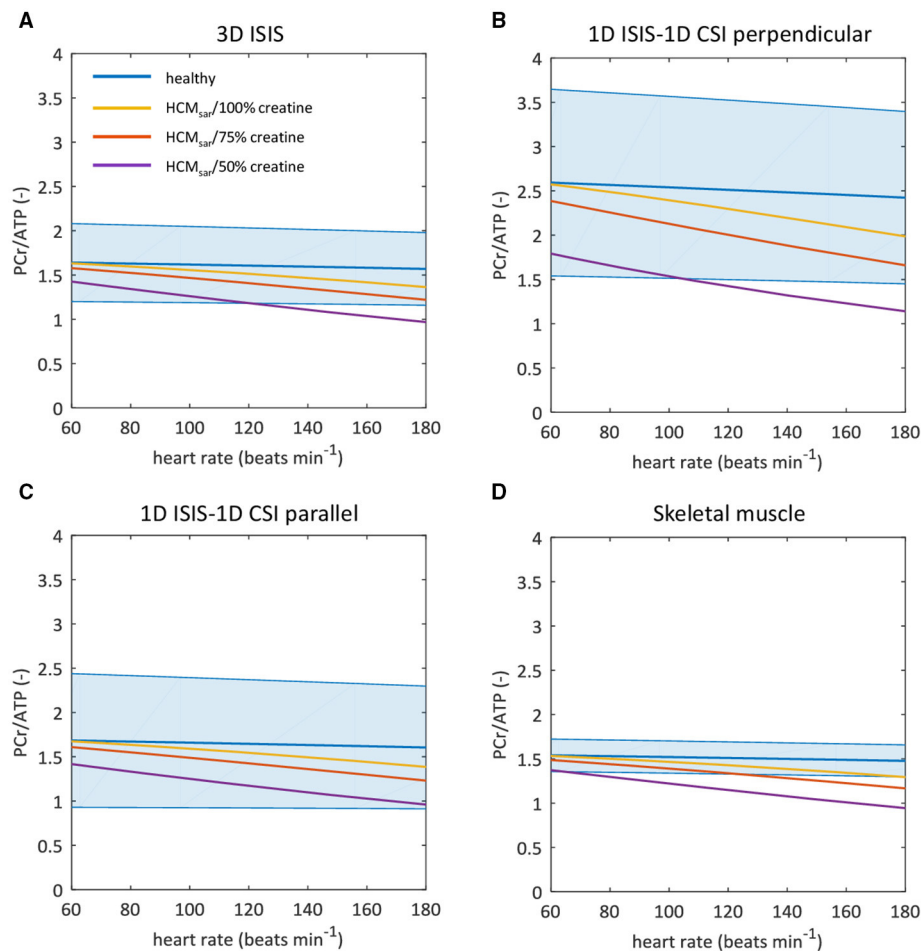 A
3D ISIS
4
3.5
3
2.5
2
1.5
1
0.5
0
PCr/ATP (-)
healthy
HCMsar/100% creatine
HCMsar/75% creatine
HCMsar/50% creatine
60 80 100 120 140 160 180
heart rate (beats min-1)
B
1D ISIS-1D CSI perpendicular
4
3.5
3
2.5
2
1.5
1
0.5
0
PCr/ATP (-)
60 80 100 120 140 160 180
heart rate (beats min-1)
C
1D ISIS-1D CSI parallel
4
3.5
3
2.5
2
1.5
1
0.5
0
PCr/ATP (-)
60 80 100 120 140 160 180
heart rate (beats min-1)
D
Skeletal muscle
4
3.5
3
2.5
2
1.5
1
0.5
0
PCr/ATP (-)
60 80 100 120 140 160 180
heart rate (beats min-1)